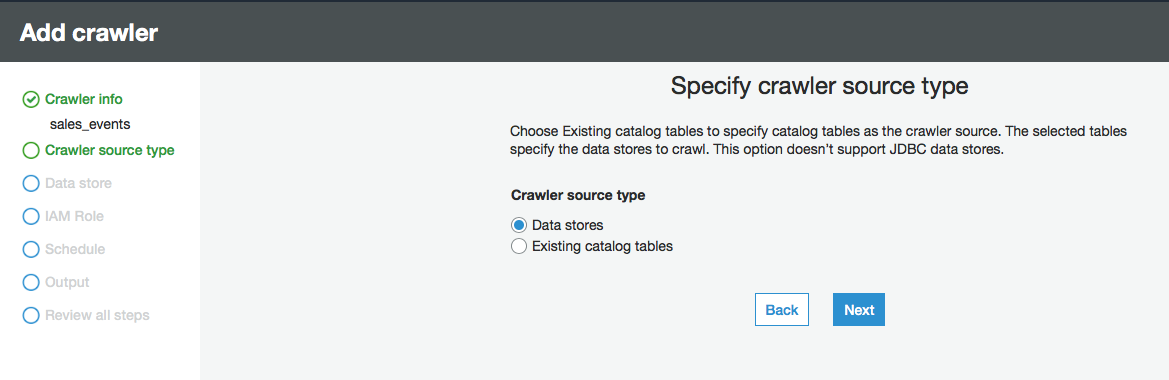 Add crawler
Crawler info
sales_events
Crawler source type
Data store
IAM Role
Schedule
Output
Review all steps
Specify crawler source type
Choose Existing catalog tables to specify catalog tables as the crawler source. The selected tables
specify the data stores to crawl. This option doesn't support JDBC data stores.
Crawler source type
Data stores
Existing catalog tables
Back
Next